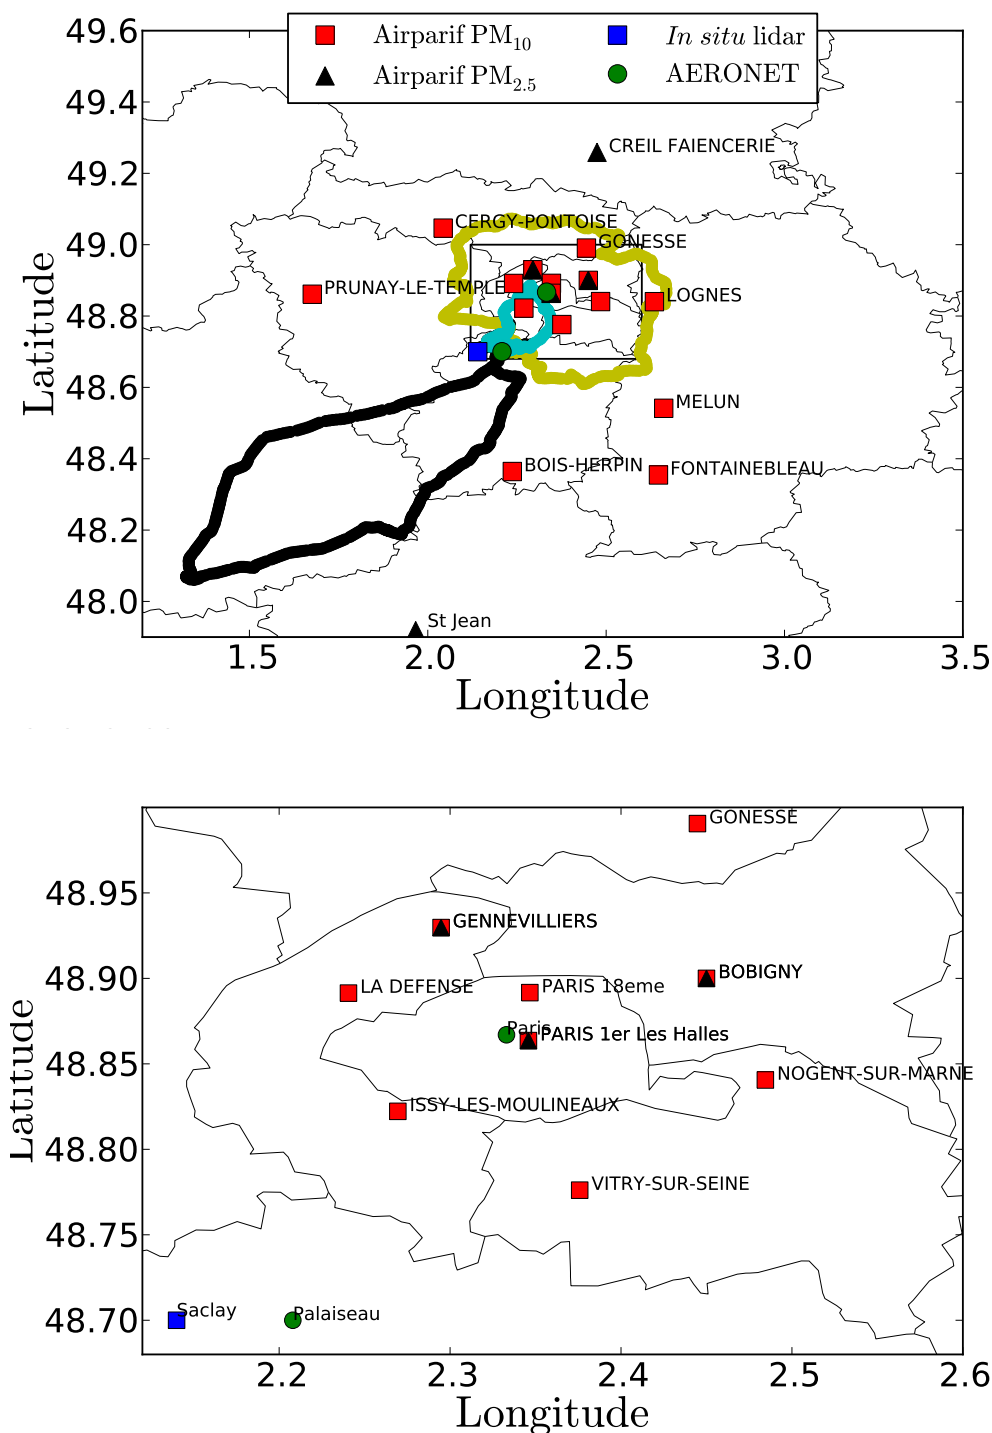 Airparif PM10
In situ lidar
Airparif PM2.5
AERONET
49.6
49.4
49.2
49.0
48.8
48.6
48.4
48.2
48.0
Latitude
CREIL FAIENCERIE
CERGY-PONTOISE
GONESSE
PRUNAY-LE-TEMPLE
LOGNES
MELUN
BOIS-HERPIN
FONTAINEBLEAU
St Jean
1.5 2.0 2.5 3.0 3.5
Longitude
48.95
48.90
48.85
48.80
48.75
48.70
Latitude
GONESSE
GENNEVILLIERS
BOBIGNY
LA DEFENSE
PARIS 18eme
Paris
PARIS 1er Les Halles
NOGENT-SUR-MARNE
ISSY-LES-MOULINEAUX
VITRY-SUR-SEINE
Saclay
Palaiseau
2.2 2.3 2.4 2.5 2.6
Longitude